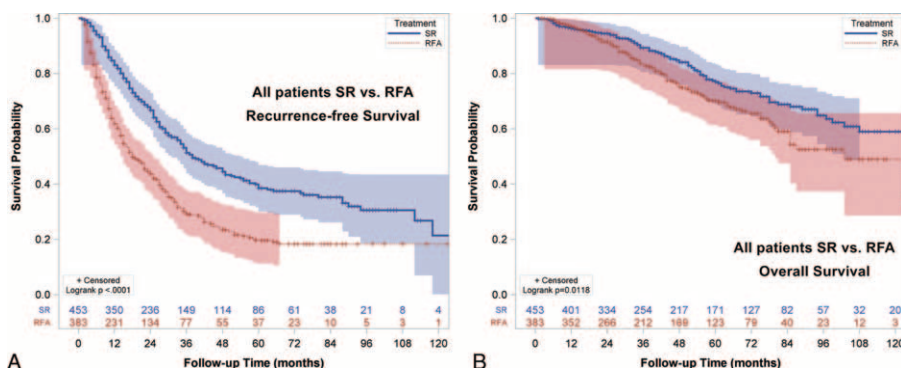 Treatment
SR
RFA
All patients SR vs. RFA
Recurrence-free Survival
Survival Probability
1.0
0.8
0.6
0.4
0.2
0.0
+ Censored
Logrank p <.0001
SR 453 350 236 149 114 86 61 38 21 8 4
RFA 383 231 134 77 55 37 23 10 5 3 1
0 12 24 36 48 60 72 84 96 108 120
A Follow-up Time (months)
Treatment
SR
RFA
Survival Probability
1.0
0.8
0.6
0.4
0.2
0.0
All patients SR vs. RFA
Overall Survival
+ Censored
Logrank p=0.0118
SR 453 401 334 254 217 171 127 82 57 32 20
RFA 383 352 266 212 169 123 79 40 23 12 3
0 12 24 36 48 60 72 84 96 108 120
B Follow-up Time (months)